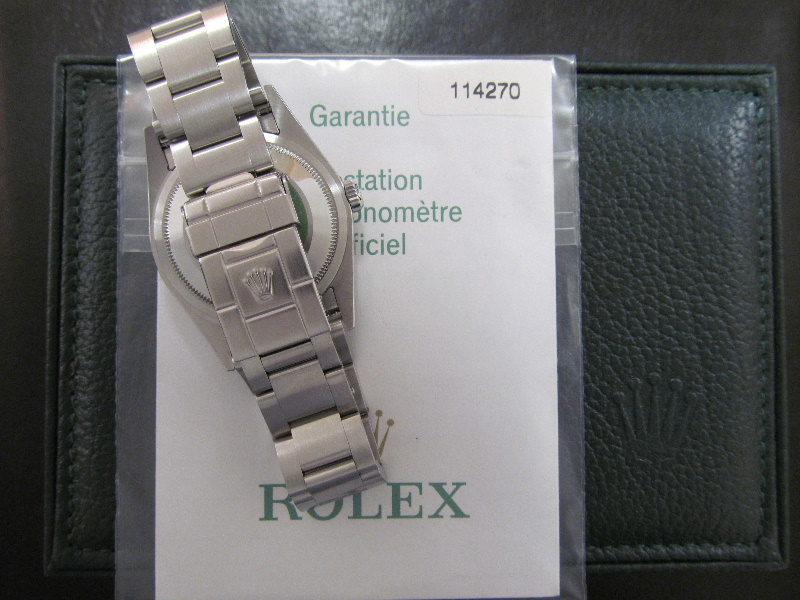 114270
Garantie
station
onomètre
ficiel
ROLEX